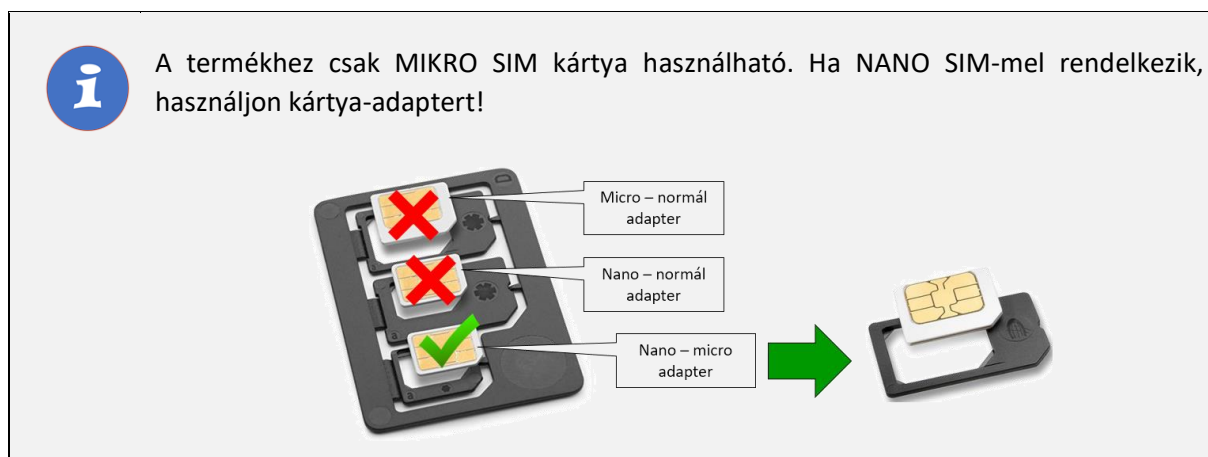 A termékhez csak MIKRO SIM kártya használható. Ha NANO SIM-mel rendelkezik,
használjon kártya-adaptert!
Micro – normál
adapter
Nano – normál
adapter
Nano – micro
adapter